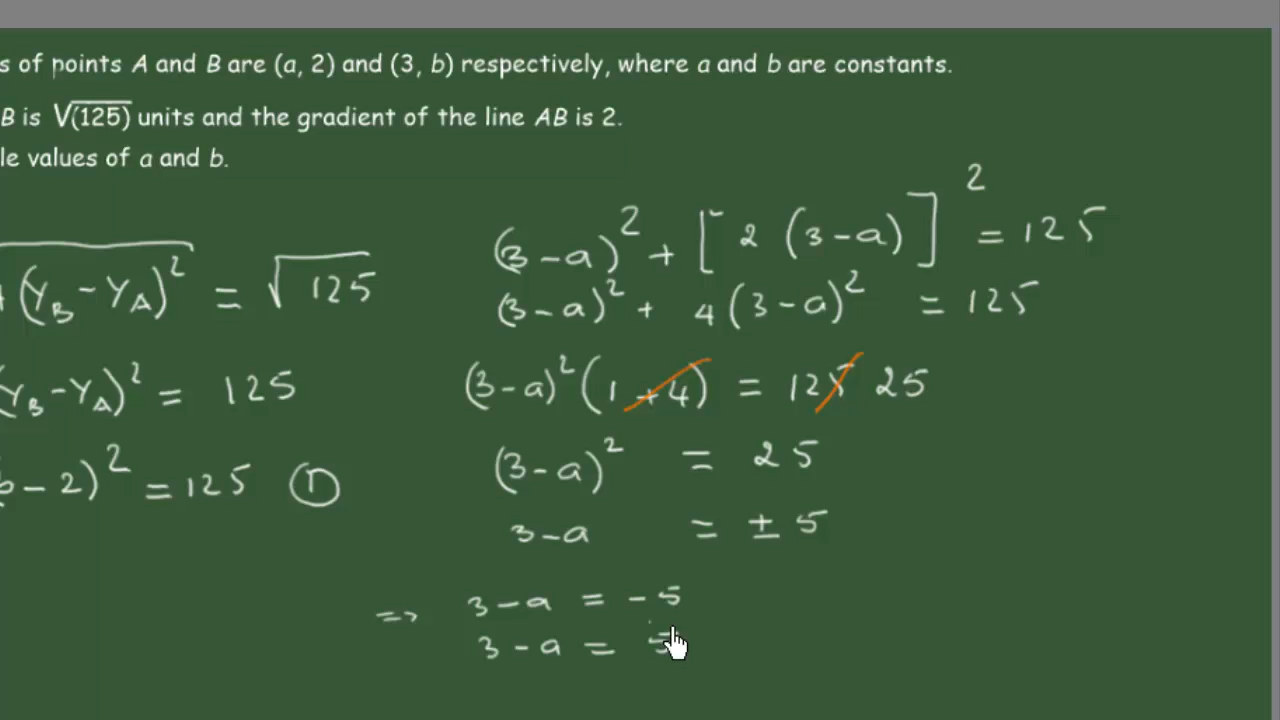 s of points A and B are (a, 2) and (3, b) respectively, where a and b are constants.
B is √(125) units and the gradient of the line AB is 2.
le values of a and b.
(Y_B - Y_A)² = √125
(Y_B - Y_A)² = 125
b - 2)² = 125 ①
(3 - a)² + [2 (3 - a)]² = 125
(3 - a)² + 4 (3 - a)² = 125
(3 - a)² (1 + 4) = 125 25
(3 - a)² = 25
3 - a = ± 5
=> 3 - a = - 5
3 - a = 5